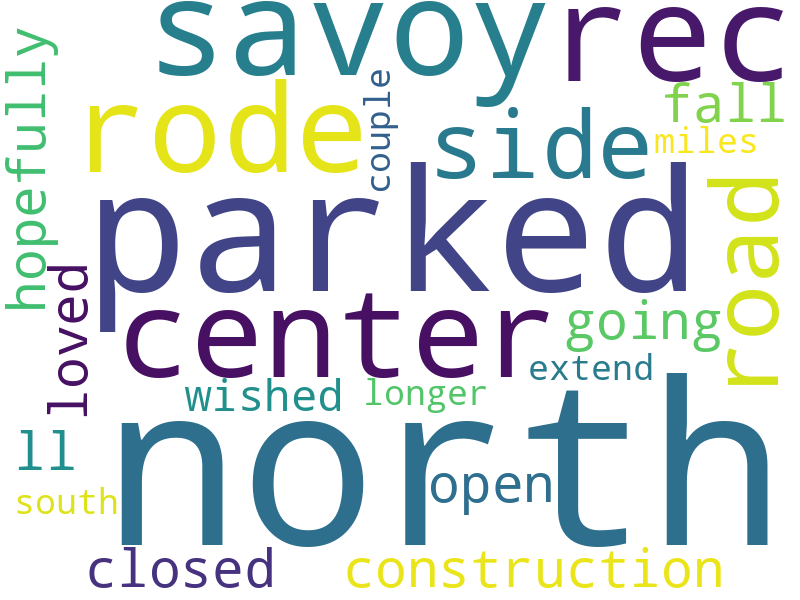 savoy rec
rode
couple
side
fall
miles
hopefully
parked
road
loved
center
going
extend
wished
longer
ll
north
open
south
closed
construction